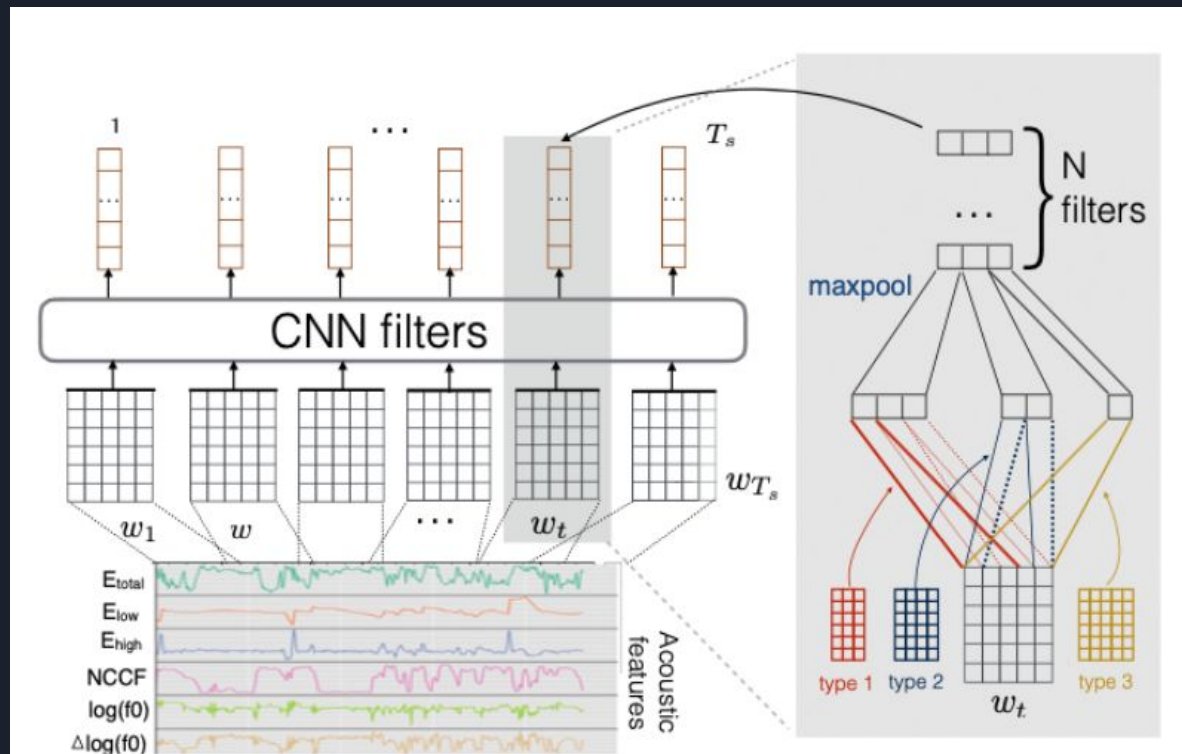 1
...
T_s
N
filters
...
maxpool
... ... ... ... ... ...
CNN filters
w_1
w
...
w_t
w_{T_s}
E_total
E_low
E_high
NCCF
log(f0)
Δlog(f0)
Acoustic
features
type 1
type 2
w_t
type 3